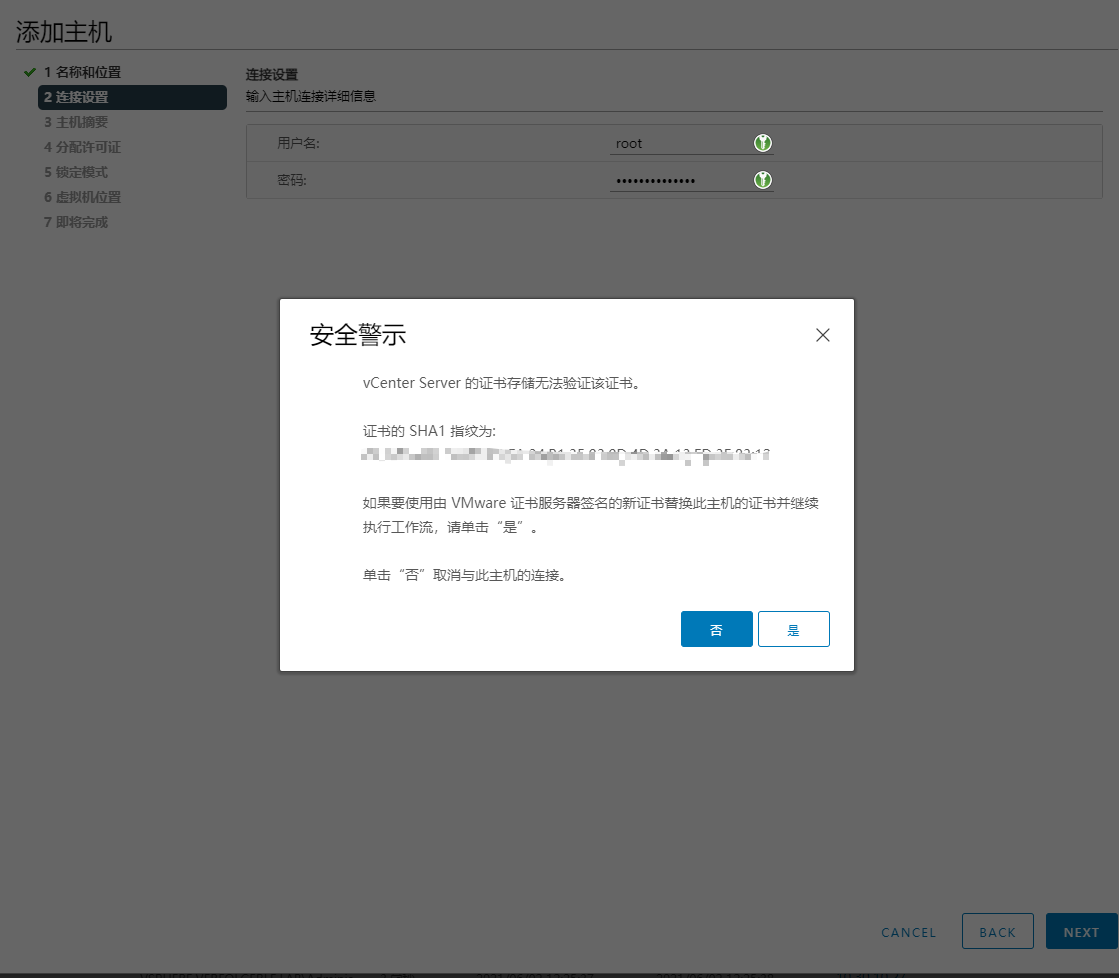 添加主机
1 名称和位置
2 连接设置
3 主机摘要
4 分配许可证
5 锁定模式
6 虚拟机位置
7 即将完成
连接设置
输入主机连接详细信息
用户名:
root
密码:
••••••••••••••
安全警示
vCenter Server 的证书存储无法验证该证书。
证书的 SHA1 指纹为:
如果要使用由 VMware 证书服务器签名的新证书替换此主机的证书并继续
执行工作流，请单击“是”。
单击“否”取消与此主机的连接。
否
是
CANCEL
BACK
NEXT